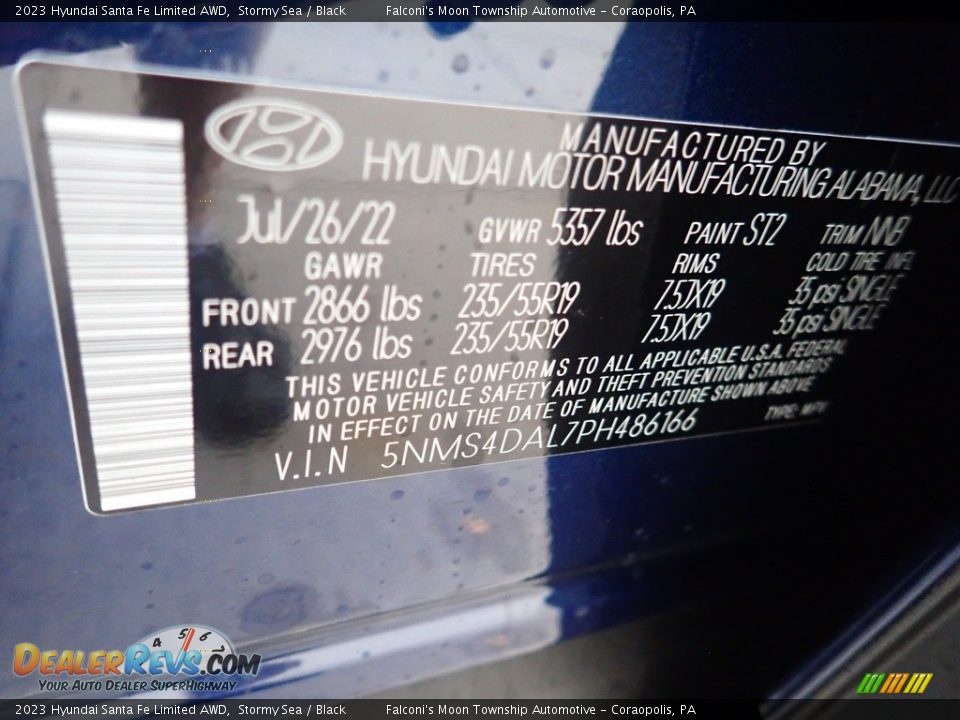 2023 Hyundai Santa Fe Limited AWD, Stormy Sea / Black Falconi's Moon Township Automotive - Coraopolis, PA
MANUFACTURED BY
HYUNDAI MOTOR MANUFACTURING ALABAMA, LLC
Jul/26/22 GVWR 5357 lbs PAINT ST2 TRIM NNB
GAWR TIRES RIMS COLD TIRE INFL
FRONT 2866 lbs 235/55R19 7.5JX19 35 psi SINGLE
REAR 2976 lbs 235/55R19 7.5JX19 35 psi SINGLE
THIS VEHICLE CONFORMS TO ALL APPLICABLE U.S.A. FEDERAL
MOTOR VEHICLE SAFETY AND THEFT PREVENTION STANDARDS
IN EFFECT ON THE DATE OF MANUFACTURE SHOWN ABOVE
V.I.N 5NMS4DAL7PH486166 TYPE: MPV
4 5 6
DEALERREVS.COM
YOUR AUTO DEALER SUPERHIGHWAY
2023 Hyundai Santa Fe Limited AWD, Stormy Sea / Black Falconi's Moon Township Automotive - Coraopolis, PA